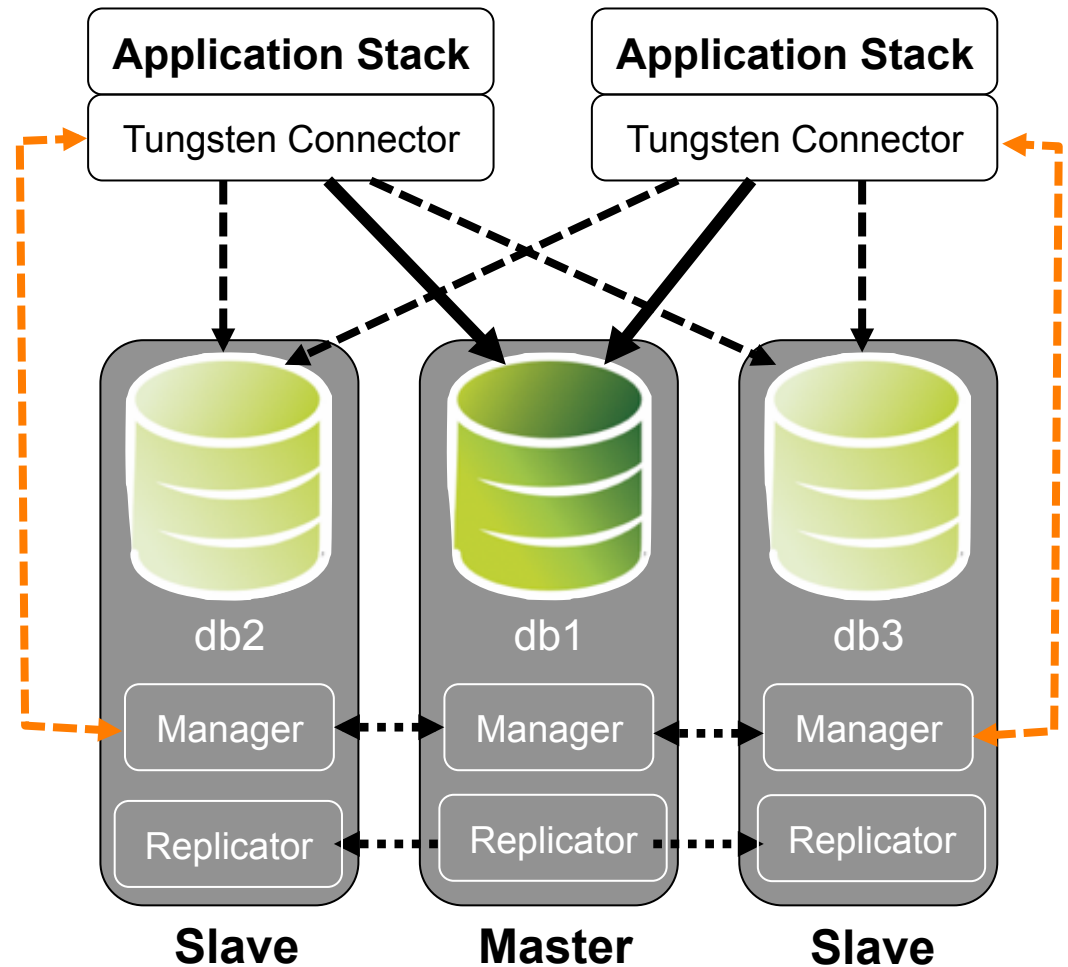 Application Stack
Application Stack
Tungsten Connector
Tungsten Connector
db2
db1
db3
Manager
Manager
Manager
Replicator
Replicator
Replicator
Slave
Master
Slave